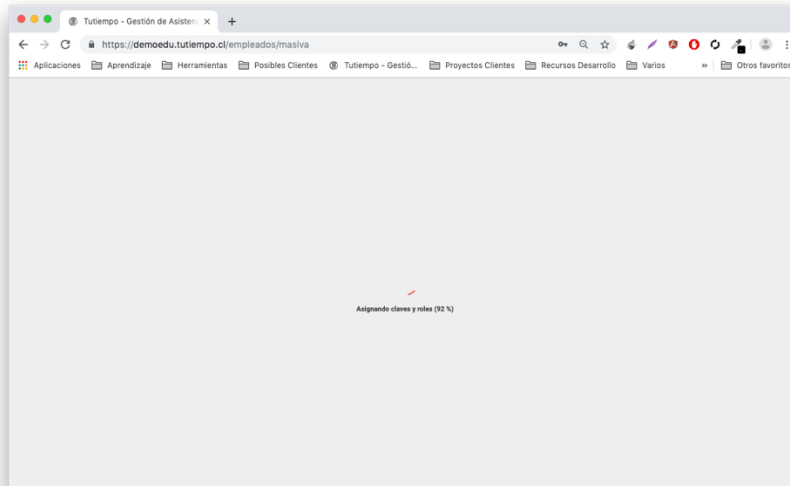 Tutiempo - Gestión de Asisten
https://demoedu.tutiempo.cl/empleados/masiva
Aplicaciones Aprendizaje Herramientas Posibles Clientes Tutiempo - Gestió... Proyectos Clientes Recursos Desarrollo Varios » Otros favoritos
Asignando claves y roles (92 %)